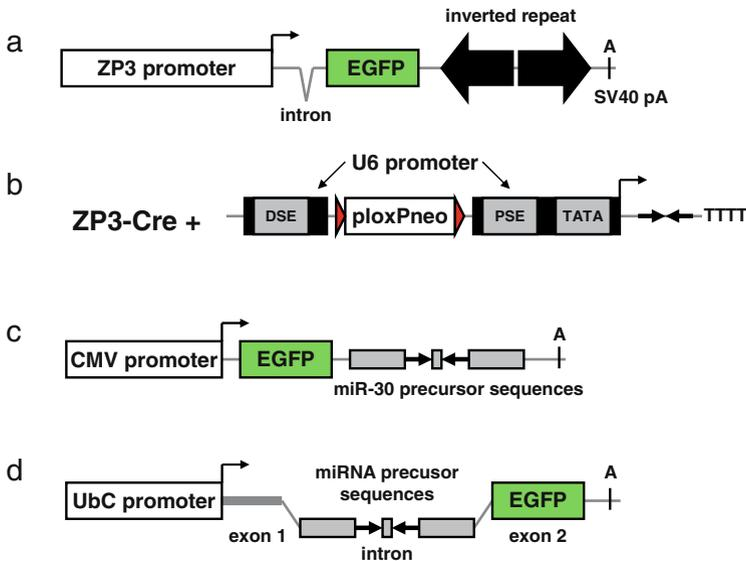 a
inverted repeat
ZP3 promoter
EGFP
A
intron
SV40 pA
b
U6 promoter
ZP3-Cre +
DSE
ploxPneo
PSE
TATA
TTTT
c
CMV promoter
EGFP
A
miR-30 precursor sequences
d
miRNA precusor
sequences
A
UbC promoter
EGFP
exon 1
exon 2
intron